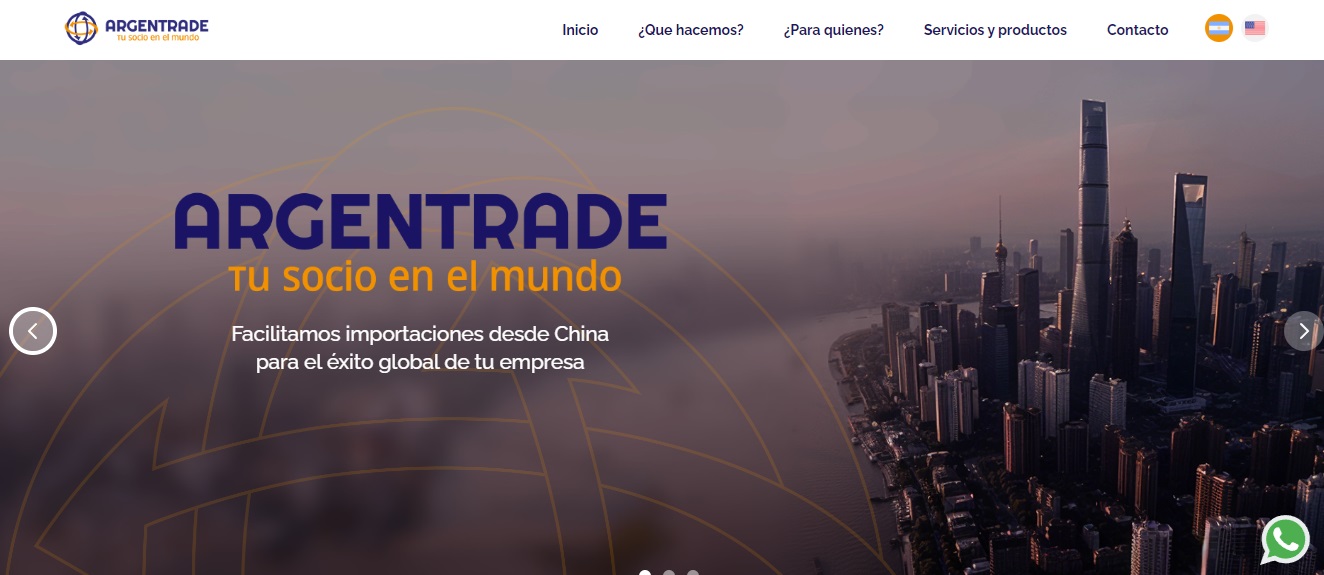 ARGENTRADE
Tu socio en el mundo
Inicio
¿Que hacemos?
¿Para quienes?
Servicios y productos
Contacto
ARGENTRADE
Tu socio en el mundo
Facilitamos importaciones desde China
para el éxito global de tu empresa